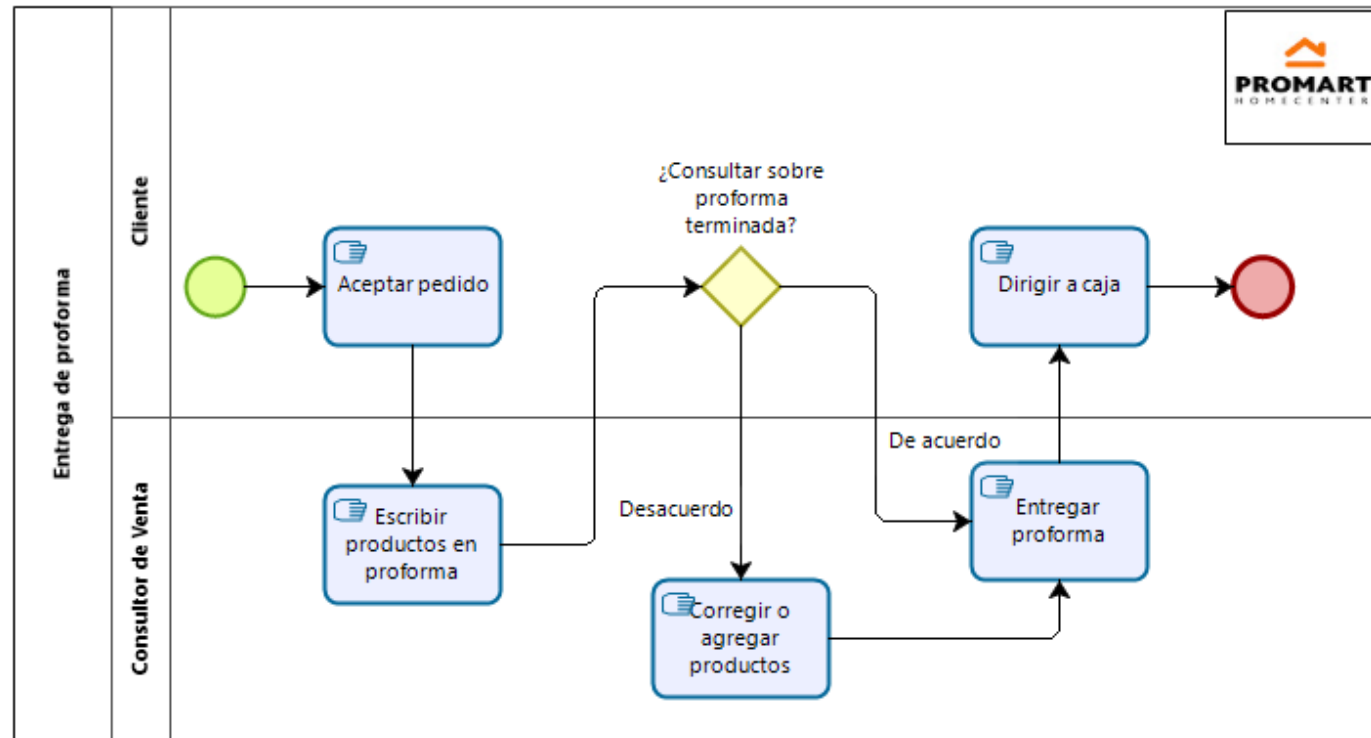 PROMART
HOMECENTER
Entrega de proforma
Cliente
¿Consultar sobre
proforma
terminada?
Aceptar pedido
Dirigir a caja
Consultor de Venta
De acuerdo
Desacuerdo
Escribir
productos en
proforma
Entregar
proforma
Corregir o
agregar
productos